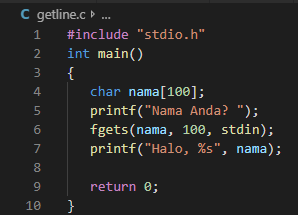 getline.c > ...
1 #include "stdio.h"
2 int main()
3 {
4     char nama[100];
5     printf("Nama Anda? ");
6     fgets(nama, 100, stdin);
7     printf("Halo, %s", nama);
8
9     return 0;
10 }